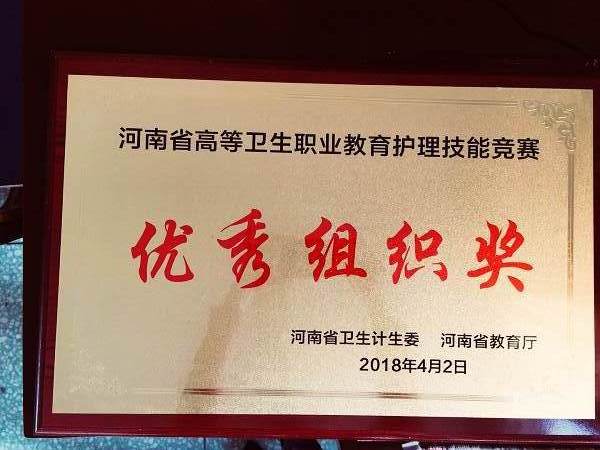 河南省高等卫生职业教育护理技能竞赛
优秀组织奖
河南省卫生计生委 河南省教育厅
2018年4月2日